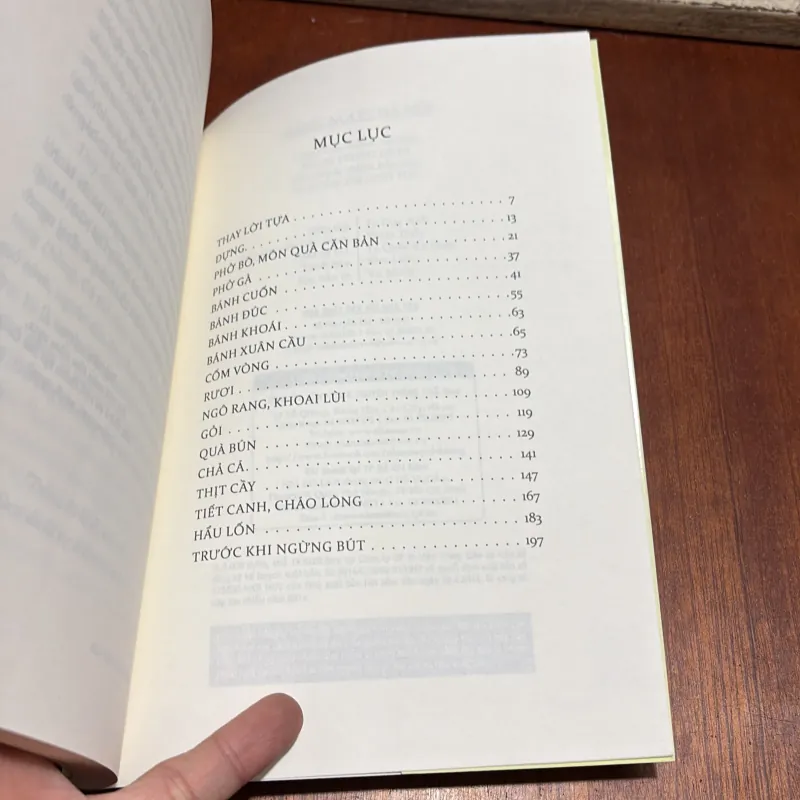 MỤC LỤC
THAY LỜI TỰA . . . . . . . . . . . . . . . . . . . . 7
DỰNG. . . . . . . . . . . . . . . . . . . . . . . . . 13
PHỞ BÒ, MÓN QUÀ CĂN BẢN . . . . . . . . . . . 21
PHỞ GÀ . . . . . . . . . . . . . . . . . . . . . . . . 37
BÁNH CUỐN . . . . . . . . . . . . . . . . . . . . . 41
BÁNH ĐÚC . . . . . . . . . . . . . . . . . . . . . .55
BÁNH KHOÁI . . . . . . . . . . . . . . . . . . . . .63
BÁNH XUÂN CẦU . . . . . . . . . . . . . . . . . .65
CỐM VÒNG . . . . . . . . . . . . . . . . . . . . . .73
RƯƠI . . . . . . . . . . . . . . . . . . . . . . . . . 89
NGÔ RANG, KHOAI LÙI . . . . . . . . . . . . . . 109
GỎI . . . . . . . . . . . . . . . . . . . . . . . . . . 119
QUÀ BÚN . . . . . . . . . . . . . . . . . . . . . . 129
CHẢ CÁ. . . . . . . . . . . . . . . . . . . . . . . . 141
THỊT CẦY . . . . . . . . . . . . . . . . . . . . . . 147
TIẾT CANH, CHÁO LÒNG . . . . . . . . . . . . . 167
HẨU LỐN . . . . . . . . . . . . . . . . . . . . . . 183
TRƯỚC KHI NGỪNG BÚT . . . . . . . . . . . . . 197